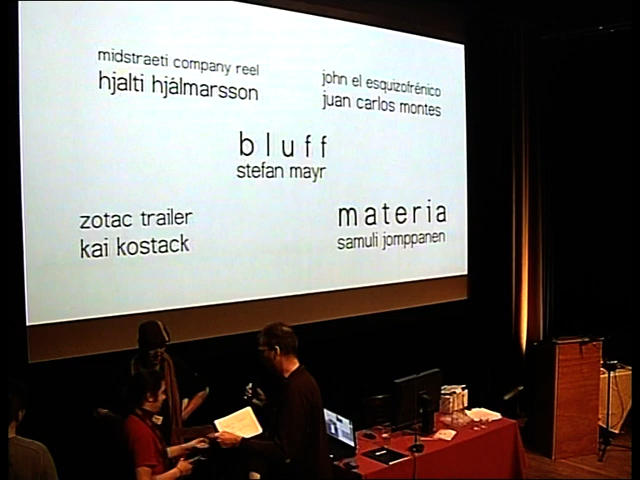 midstraeti company reel
hjalti hjálmarsson
john el esquizofrénico
juan carlos montes
bluff
stefan mayr
zotac trailer
kai kostack
materia
samuli jomppanen